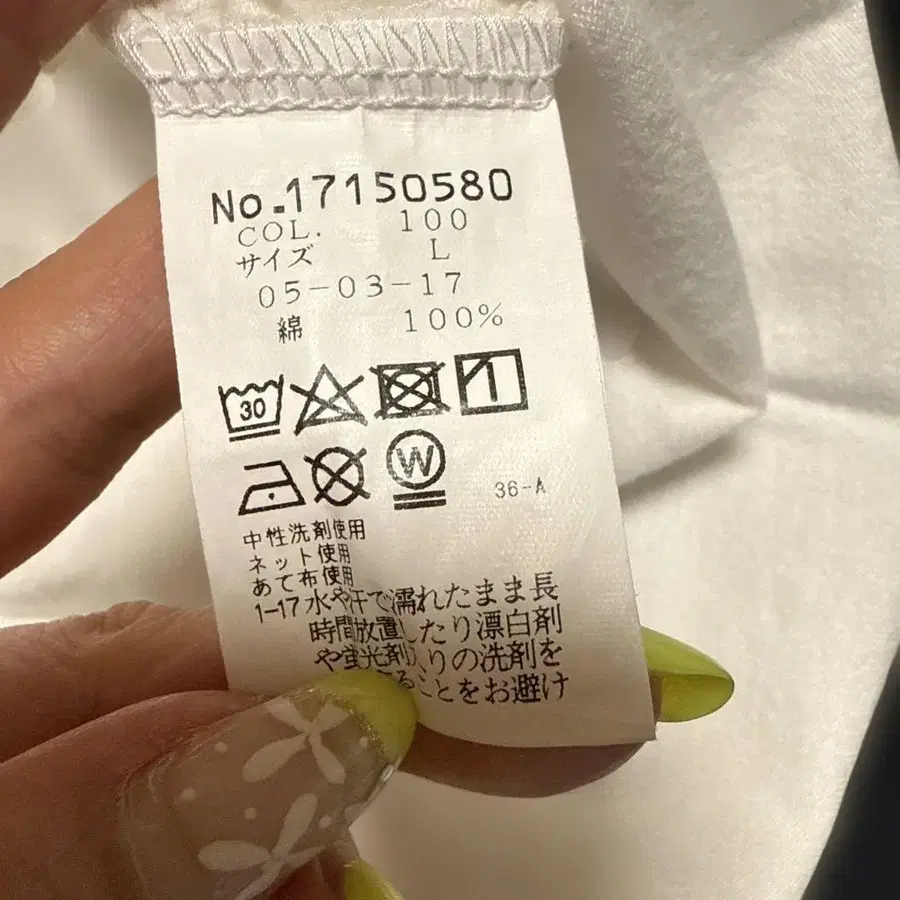 No.17150580
COL. 100
サイズ L
05-03-17
綿 100%
30
W
36-A
中性洗剤使用
ネット使用
あて布使用
1-17 水や汗で濡れたまま長
時間放置したり漂白剤
や蛍光剤入りの洗剤を
ることをお避け